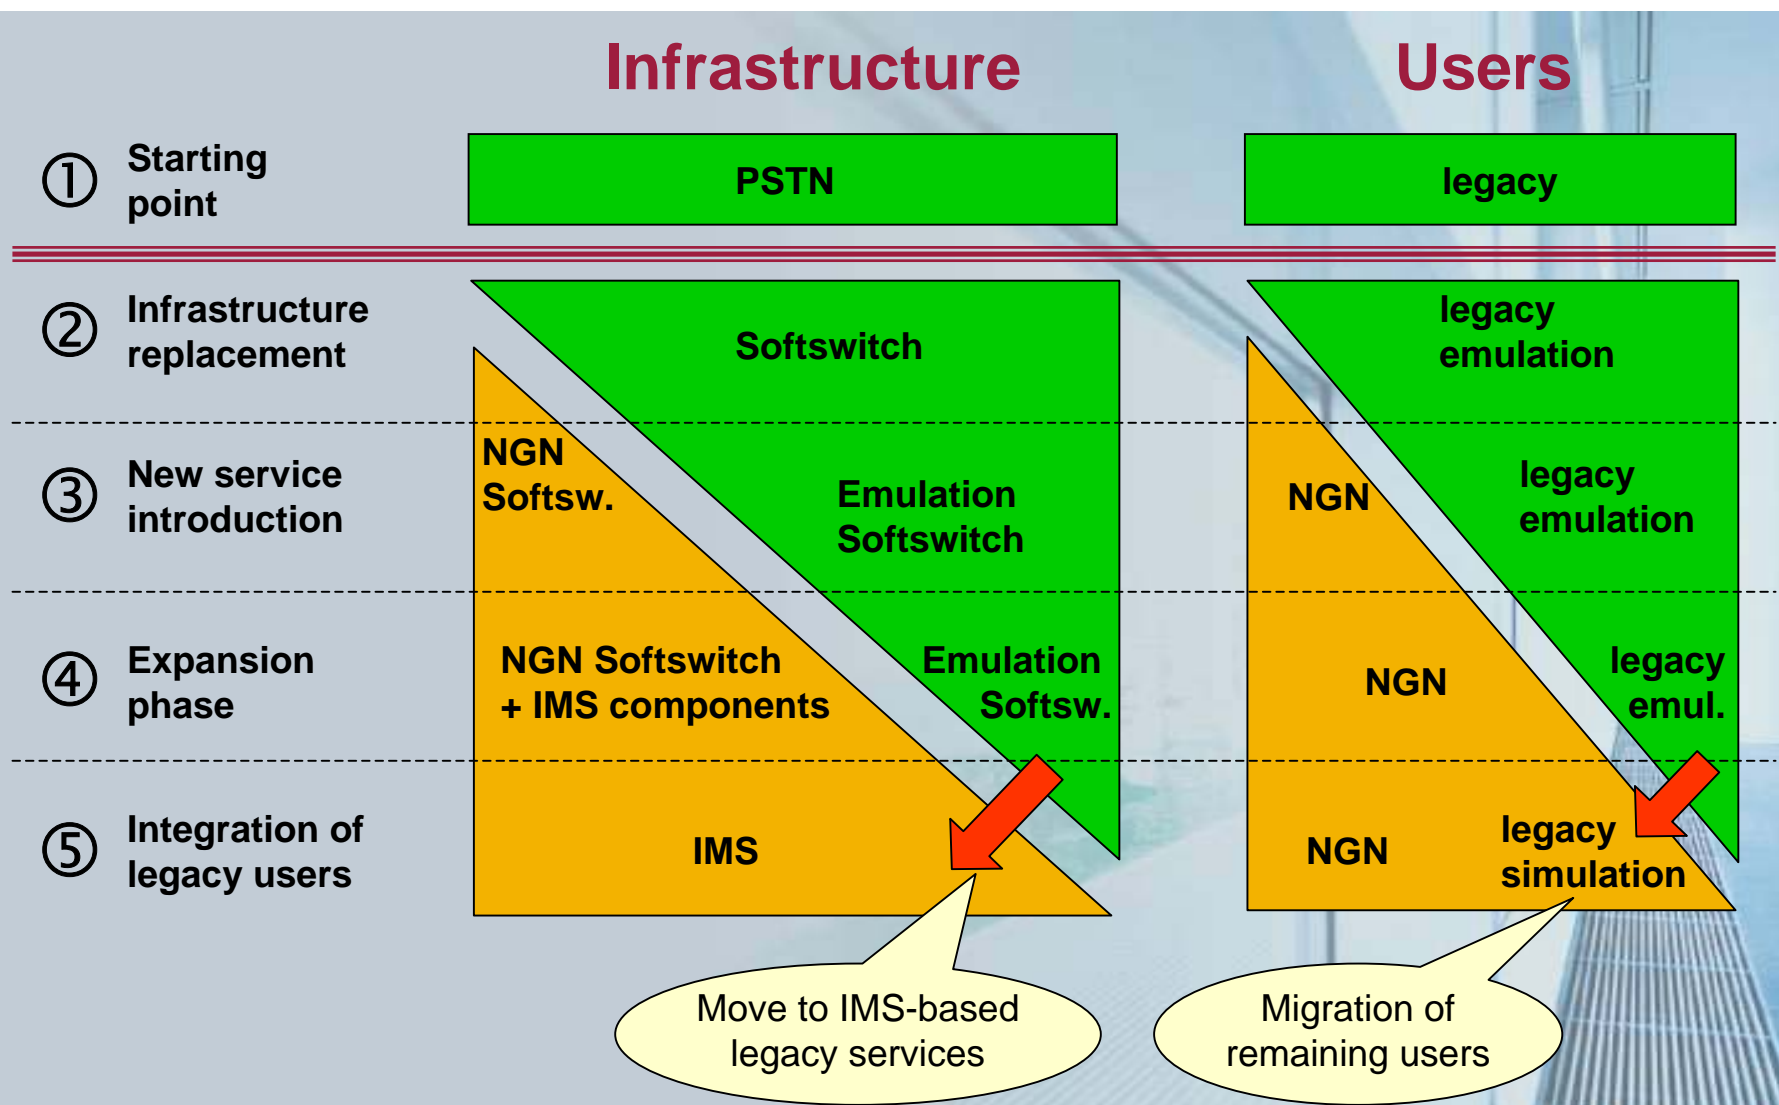 Infrastructure
Users
① Starting
point
PSTN
legacy
② Infrastructure
replacement
Softswitch
legacy
emulation
③ New service
introduction
NGN
Softsw.
Emulation
Softswitch
NGN
legacy
emulation
④ Expansion
phase
NGN Softswitch
+ IMS components
Emulation
Softsw.
NGN
legacy
emul.
⑤ Integration of
legacy users
IMS
NGN
legacy
simulation
Move to IMS-based
legacy services
Migration of
remaining users